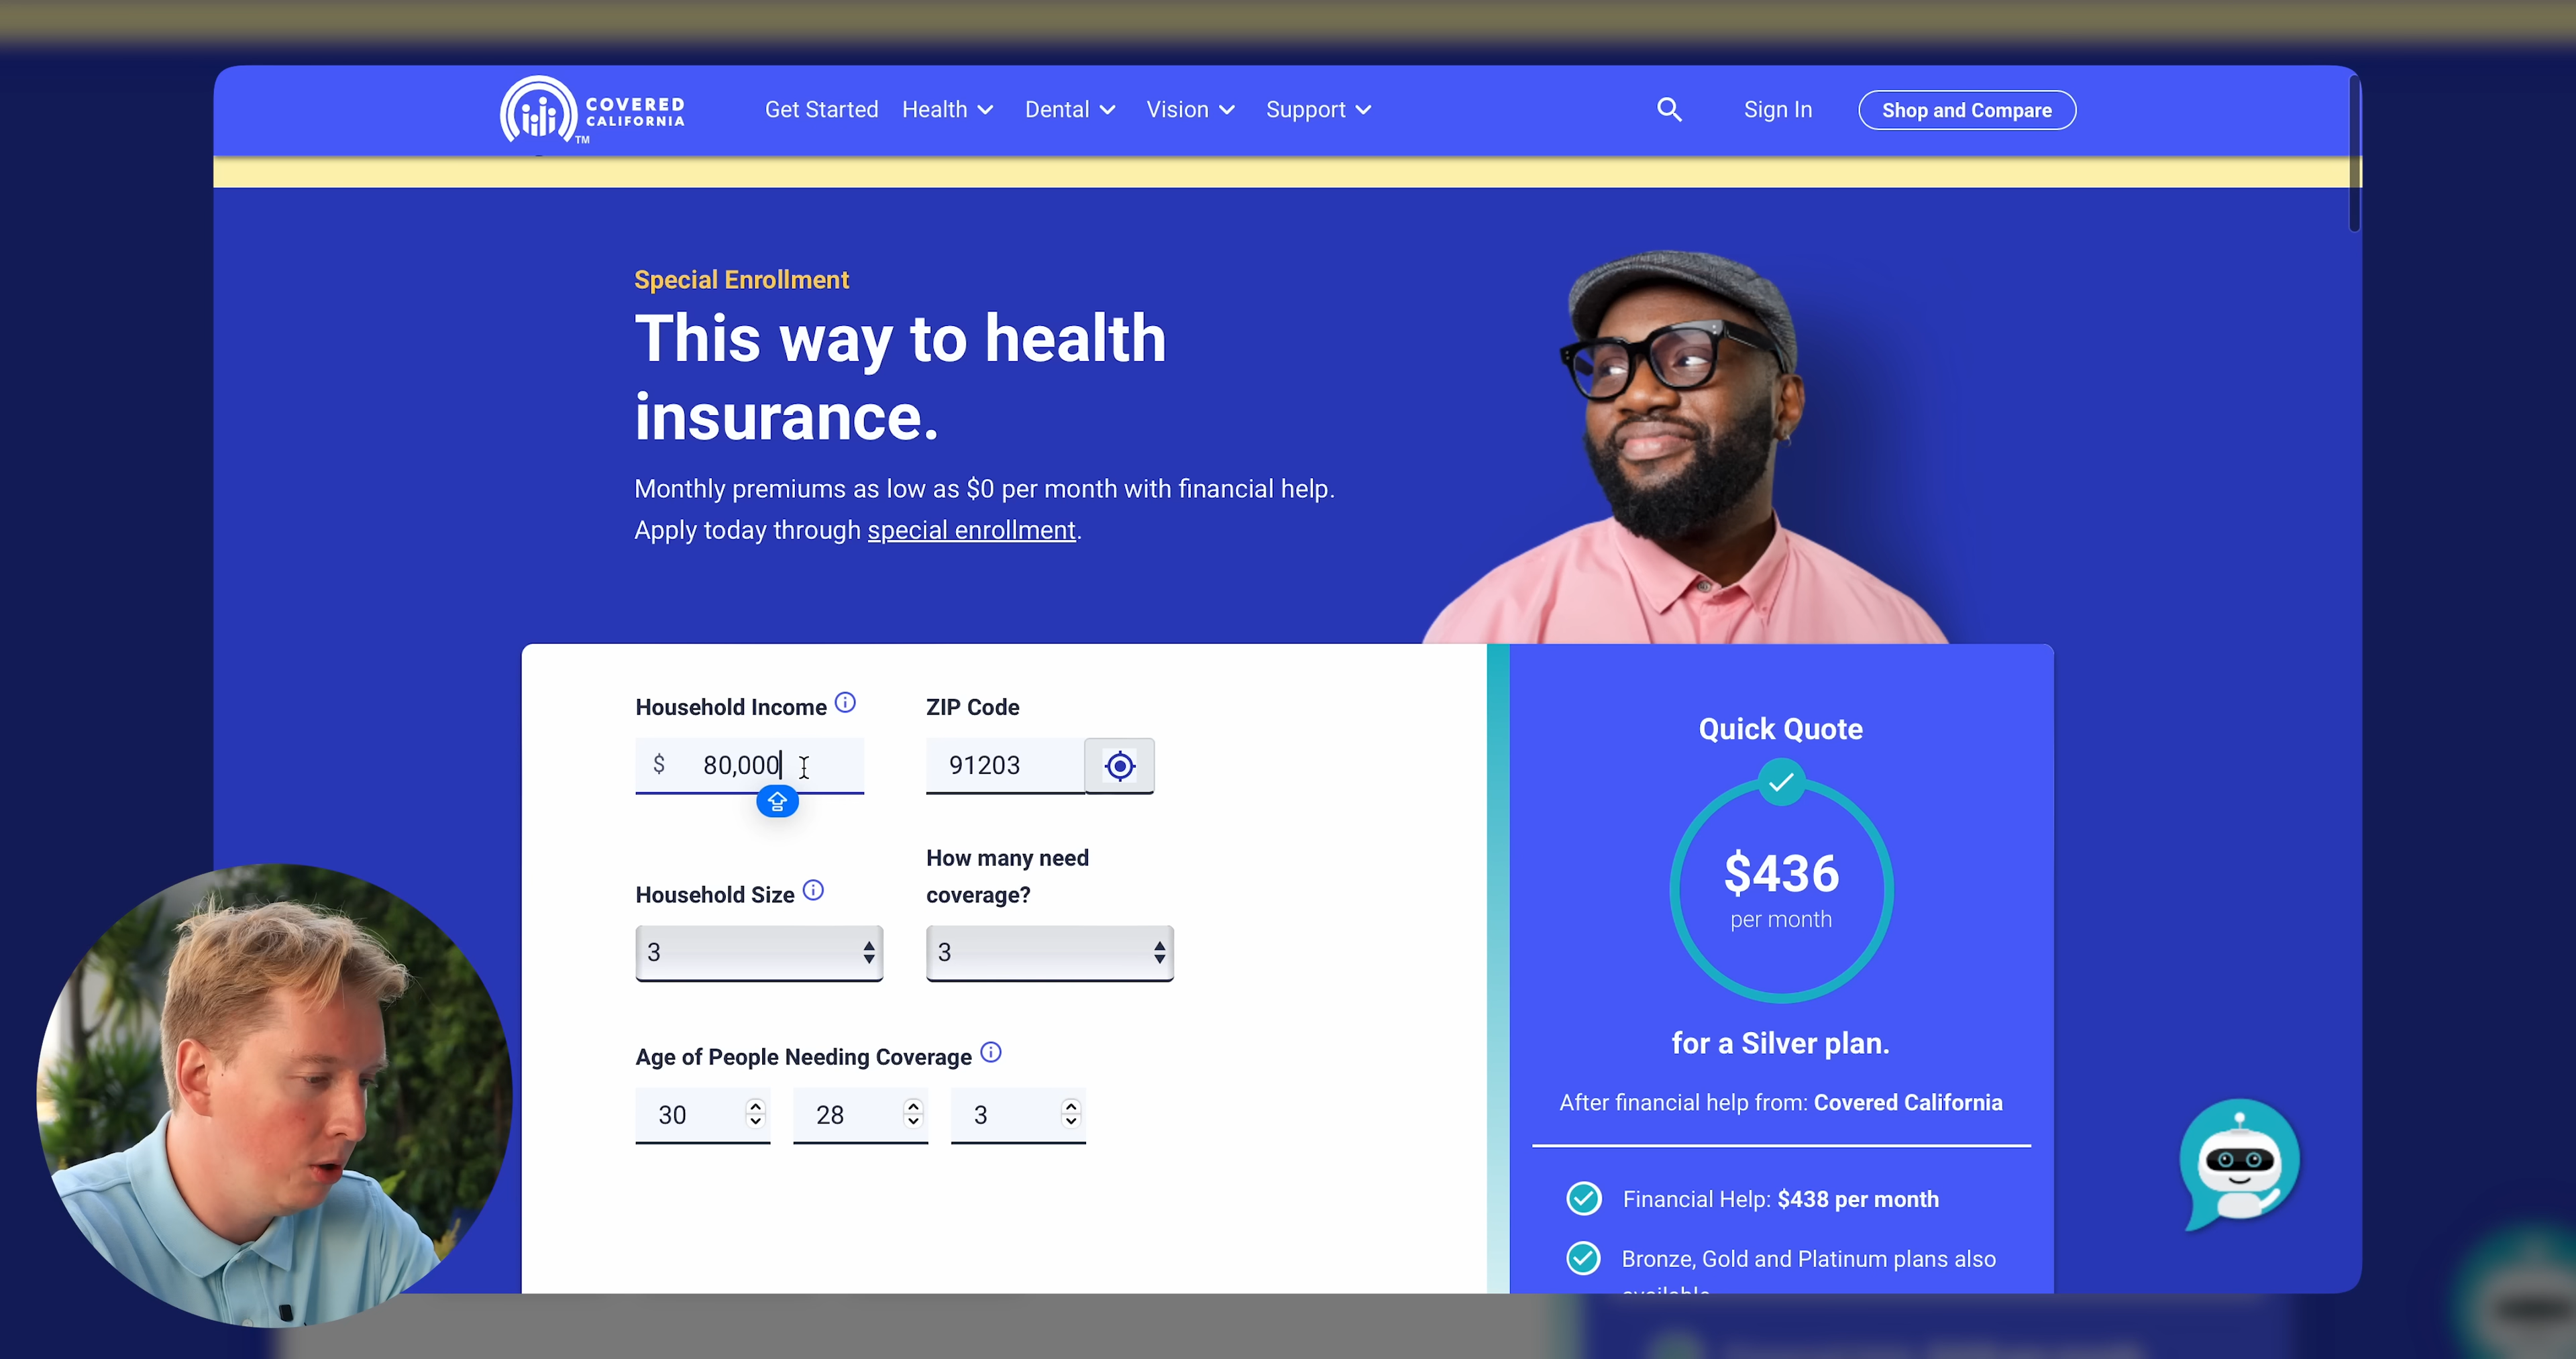 COVERED
CALIFORNIA
TM
Get Started
Health
Dental
Vision
Support
Sign In
Shop and Compare
Special Enrollment
This way to health
insurance.
Monthly premiums as low as $0 per month with financial help.
Apply today through special enrollment.
Household Income
ZIP Code
$ 80,000
91203
How many need
coverage?
Household Size
3
3
Age of People Needing Coverage
30
28
3
Quick Quote
$436
per month
for a Silver plan.
After financial help from: Covered California
Financial Help: $438 per month
Bronze, Gold and Platinum plans also